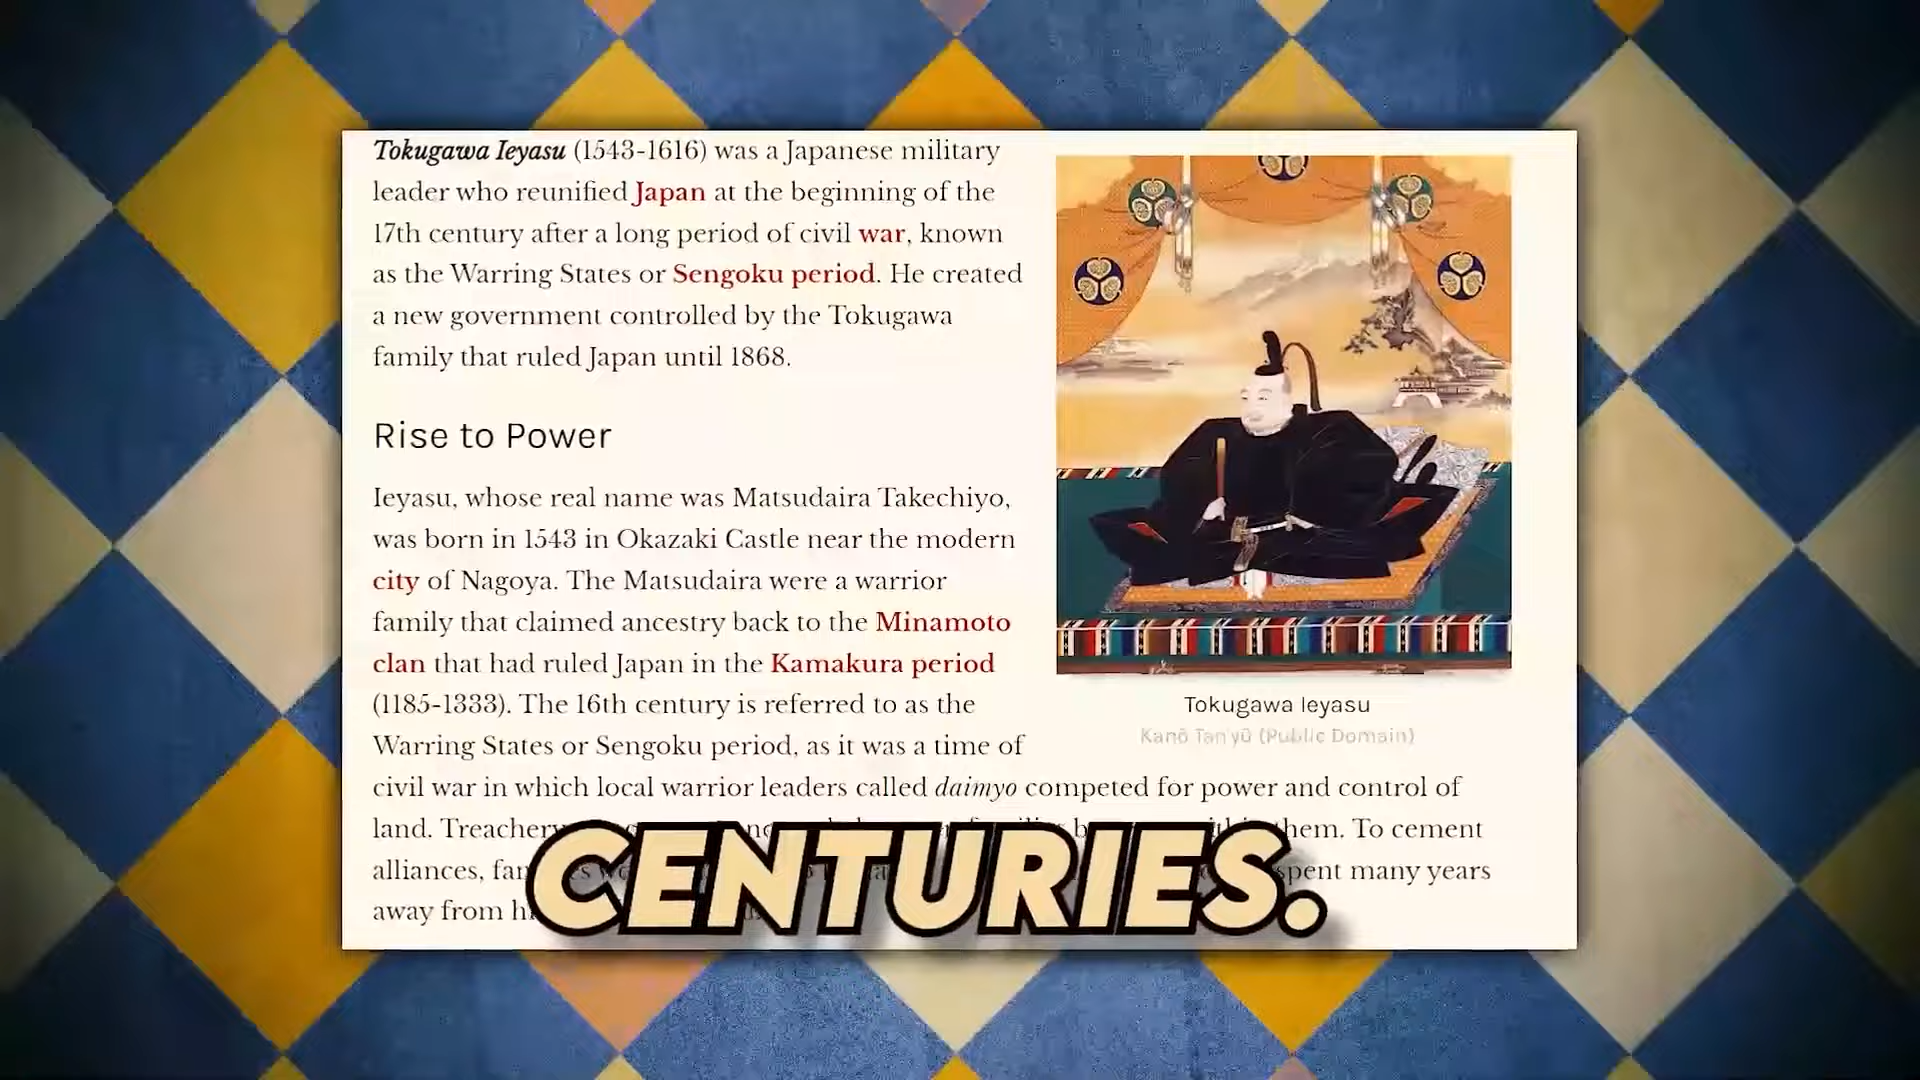 Tokugawa Ieyasu (1543-1616) was a Japanese military
leader who reunified Japan at the beginning of the
17th century after a long period of civil war, known
as the Warring States or Sengoku period. He created
a new government controlled by the Tokugawa
family that ruled Japan until 1868.
Rise to Power
Ieyasu, whose real name was Matsudaira Takechiyo,
was born in 1543 in Okazaki Castle near the modern
city of Nagoya. The Matsudaira were a warrior
family that claimed ancestry back to the Minamoto
clan that had ruled Japan in the Kamakura period
(1185-1333). The 16th century is referred to as the
Warring States or Sengoku period, as it was a time of
civil war in which local warrior leaders called daimyo competed for power and control of
land. Treachery them. To cement
alliances, spent many years
away from
Tokugawa Ieyasu
Kanō Tan'yū (Public Domain)
CENTURIES.